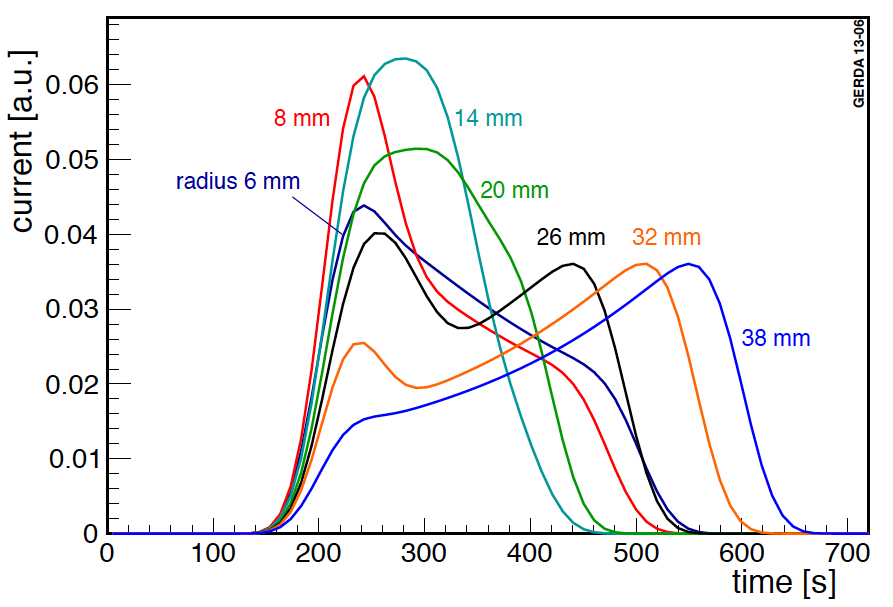 GERDA 13-06
current [a.u.]
0.06
0.05
0.04
0.03
0.02
0.01
0
8 mm
14 mm
radius 6 mm
20 mm
26 mm
32 mm
38 mm
0 100 200 300 400 500 600 700
time [s]